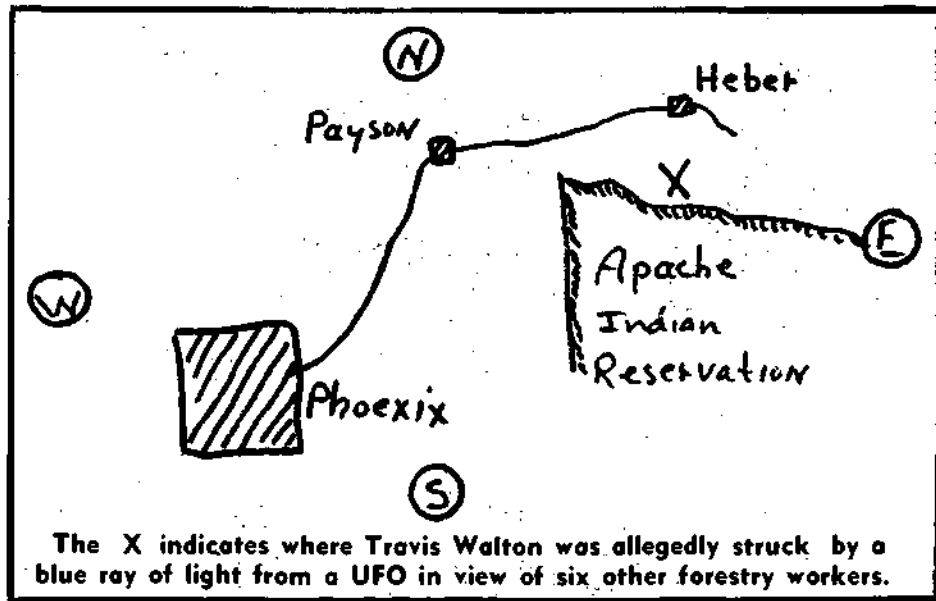 N
Heber
Payson
X
E
W
Apache
Indian
Reservation
Phoexix
S
The X indicates where Travis Walton was allegedly struck by a
blue ray of light from a UFO in view of six other forestry workers.